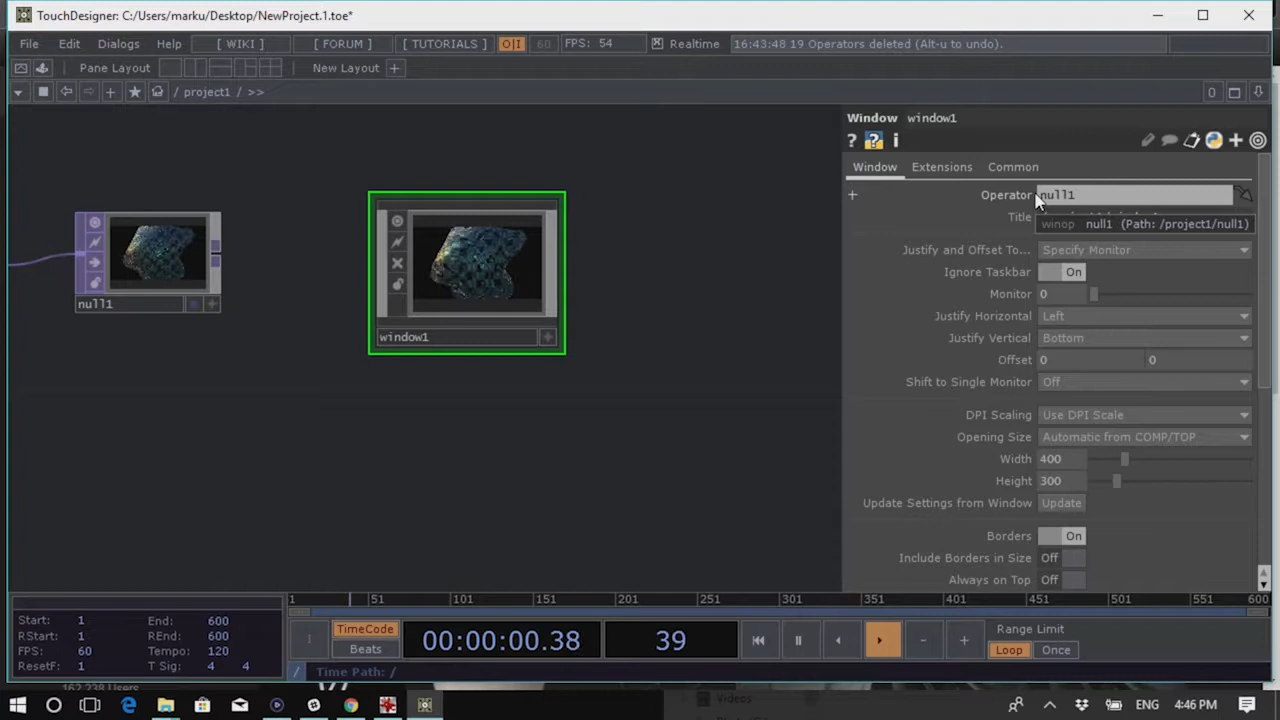 TouchDesigner: C:/Users/marku/Desktop/NewProject.1.toe*
File Edit Dialogs Help [ WIKI ] [ FORUM ] [ TUTORIALS ] O|I 60 FPS: 54 Realtime 16:43:48 19 Operators deleted (Alt-u to undo).
Pane Layout New Layout +
/ project1 / >> 0
Window window1
? ? i
Window Extensions Common
+ Operator null1
Title
winop null1 (Path: /project1/null1)
Justify and Offset To... Specify Monitor
Ignore Taskbar On
Monitor 0
Justify Horizontal Left
Justify Vertical Bottom
Offset 0 0
Shift to Single Monitor Off
DPI Scaling Use DPI Scale
Opening Size Automatic from COMP/TOP
Width 400
Height 300
Update Settings from Window Update
Borders On
Include Borders in Size Off
Always on Top Off
null1
window1
1 51 101 151 201 251 301 351 401 451 501 551 600
Start: 1 End: 600
RStart: 1 REnd: 600
FPS: 60 Tempo: 120
ResetF: 1 T Sig: 4 4
1 TimeCode
Beats
00:00:00.38 39
- +
Range Limit
Loop Once
/ Time Path: /
Videos
4:46 PM